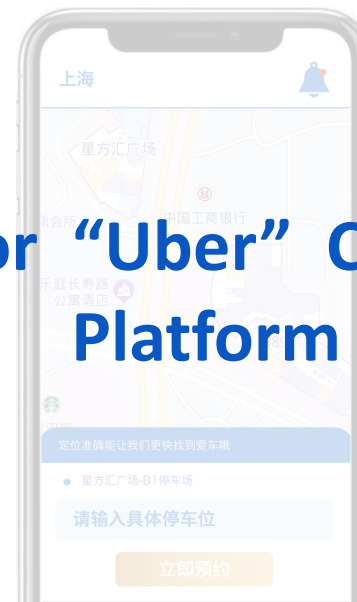 上海
星方汇广场
中国工商银行
or “Uber” O
乐庭长寿路
公寓酒店
Platform
定位准确能让我们更快找到爱车哦
星方汇广场-B1停车场
请输入具体停车位
立即预约